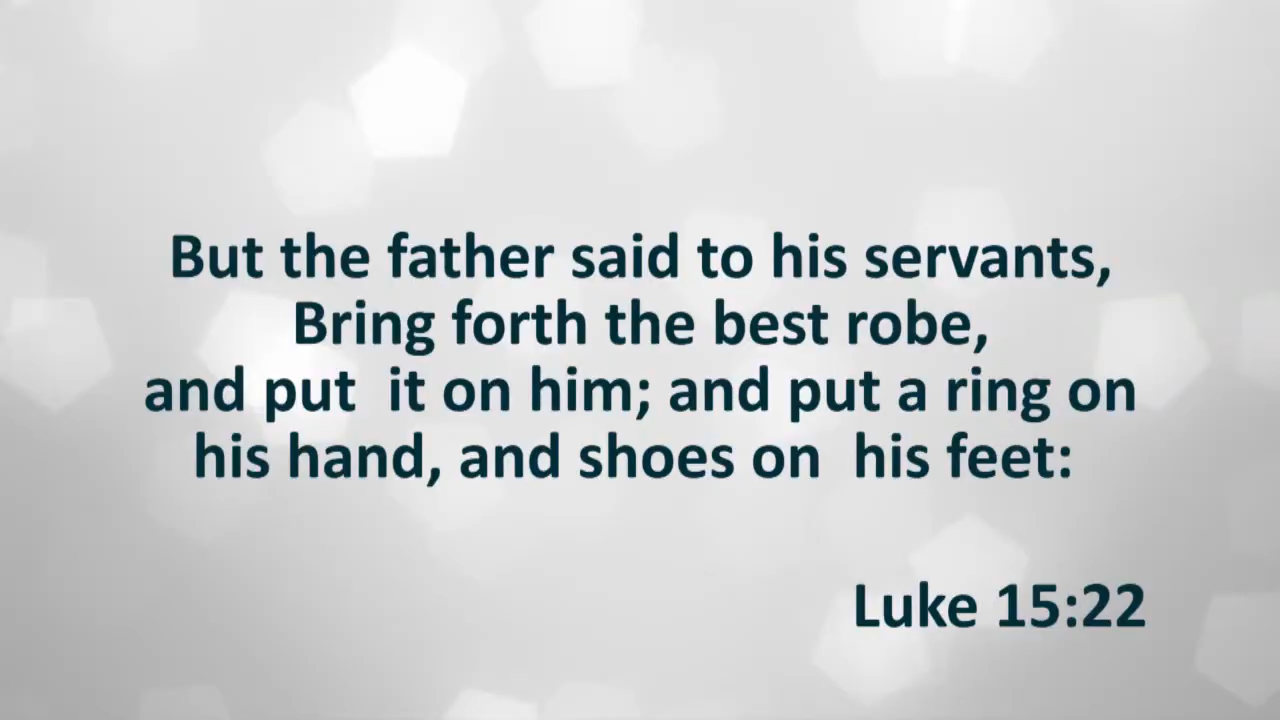 But the father said to his servants,
Bring forth the best robe,
and put  it on him; and put a ring on
his hand, and shoes on  his feet:
Luke 15:22